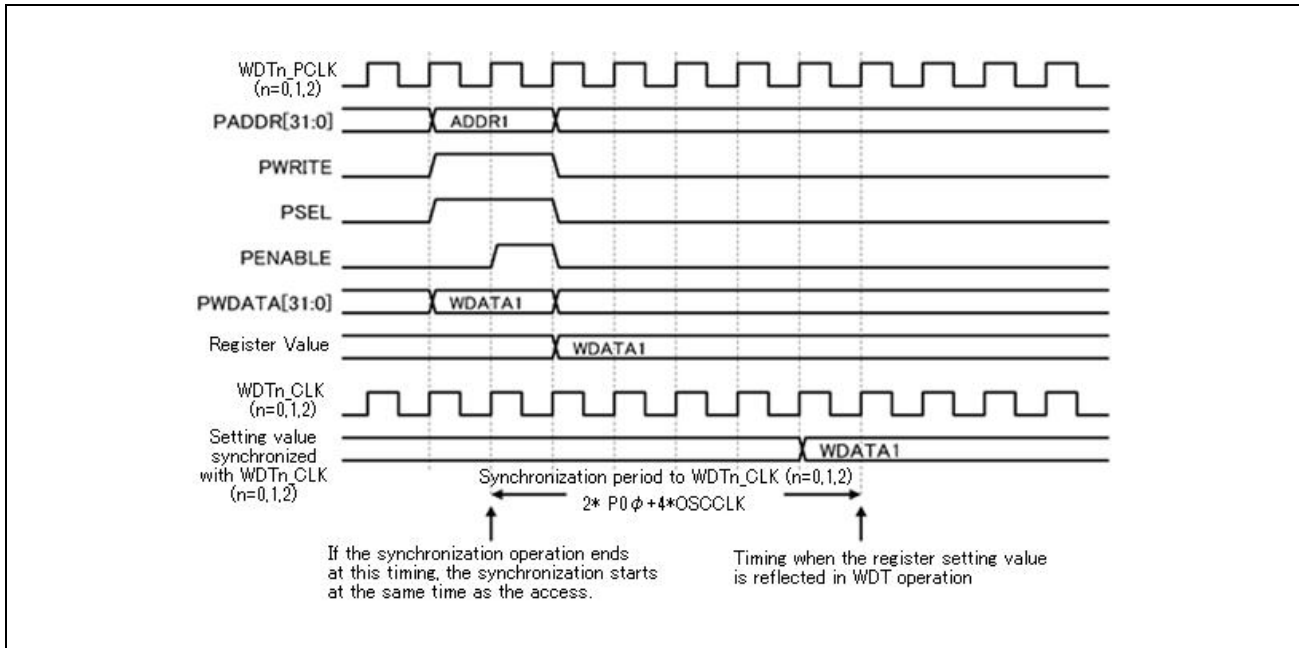 WDTn_PCLK
(n=0,1,2)
PADDR[31:0]
ADDR1
PWRITE
PSEL
PENABLE
PWDATA[31:0]
WDATA1
Register Value
WDATA1
WDTn_CLK
(n=0,1,2)
Setting value
synchronized
with WDTn_CLK
(n=0,1,2)
WDATA1
Synchronization period to WDTn_CLK (n=0,1,2)
2* P0φ+4*OSCCLK
If the synchronization operation ends
at this timing, the synchronization starts
at the same time as the access.
Timing when the register setting value
is reflected in WDT operation